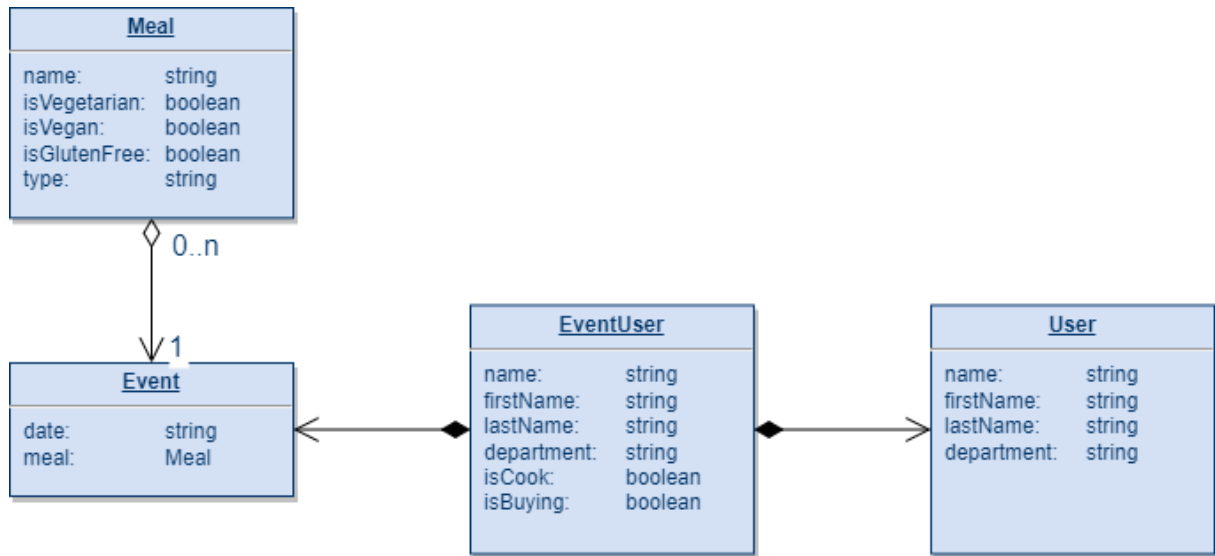 Meal
name: string
isVegetarian: boolean
isVegan: boolean
isGlutenFree: boolean
type: string
0..n
1
Event
date: string
meal: Meal
EventUser
name: string
firstName: string
lastName: string
department: string
isCook: boolean
isBuying: boolean
User
name: string
firstName: string
lastName: string
department: string